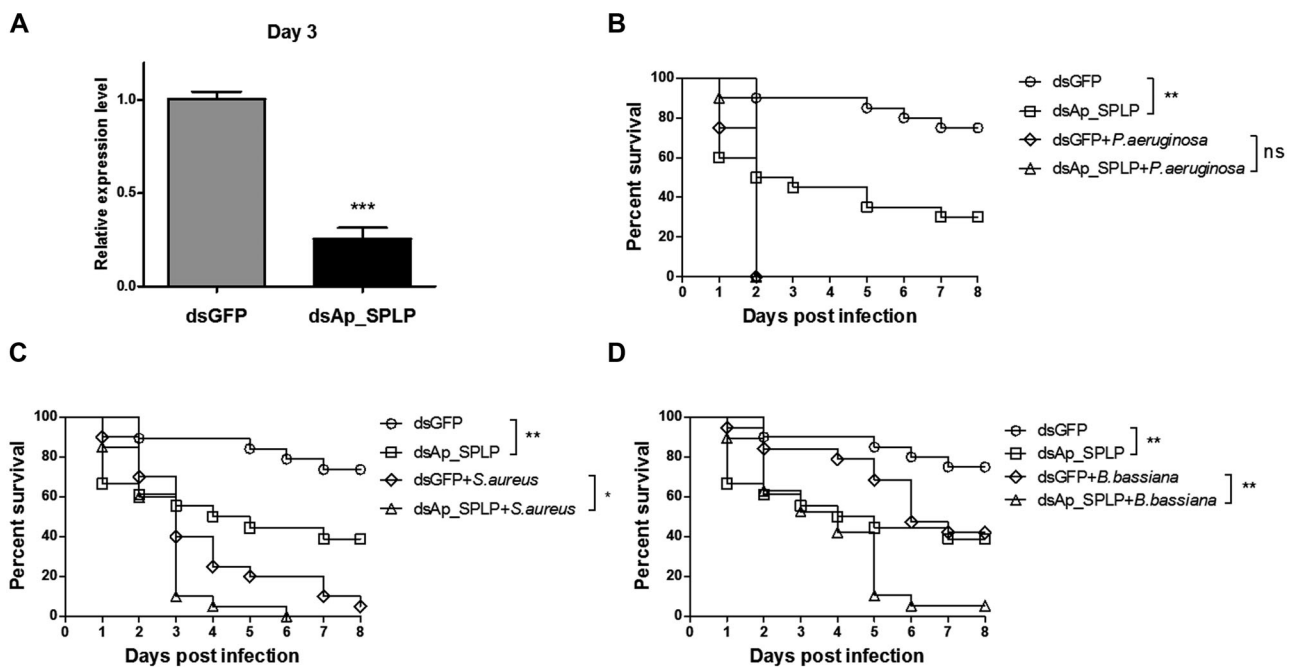 A
Day 3
Relative expression level
1.0
0.5
0.0
***
dsGFP
dsAp_SPLP
B
Percent survival
100
80
60
40
20
0
0 1 2 3 4 5 6 7 8
Days post infection
dsGFP
dsAp_SPLP
**
dsGFP+P.aeruginosa
dsAp_SPLP+P.aeruginosa
ns
C
Percent survival
100
80
60
40
20
0
0 1 2 3 4 5 6 7 8
Days post infection
dsGFP
dsAp_SPLP
**
dsGFP+S.aureus
dsAp_SPLP+S.aureus
*
D
Percent survival
100
80
60
40
20
0
0 1 2 3 4 5 6 7 8
Days post infection
dsGFP
dsAp_SPLP
**
dsGFP+B.bassiana
dsAp_SPLP+B.bassiana
**